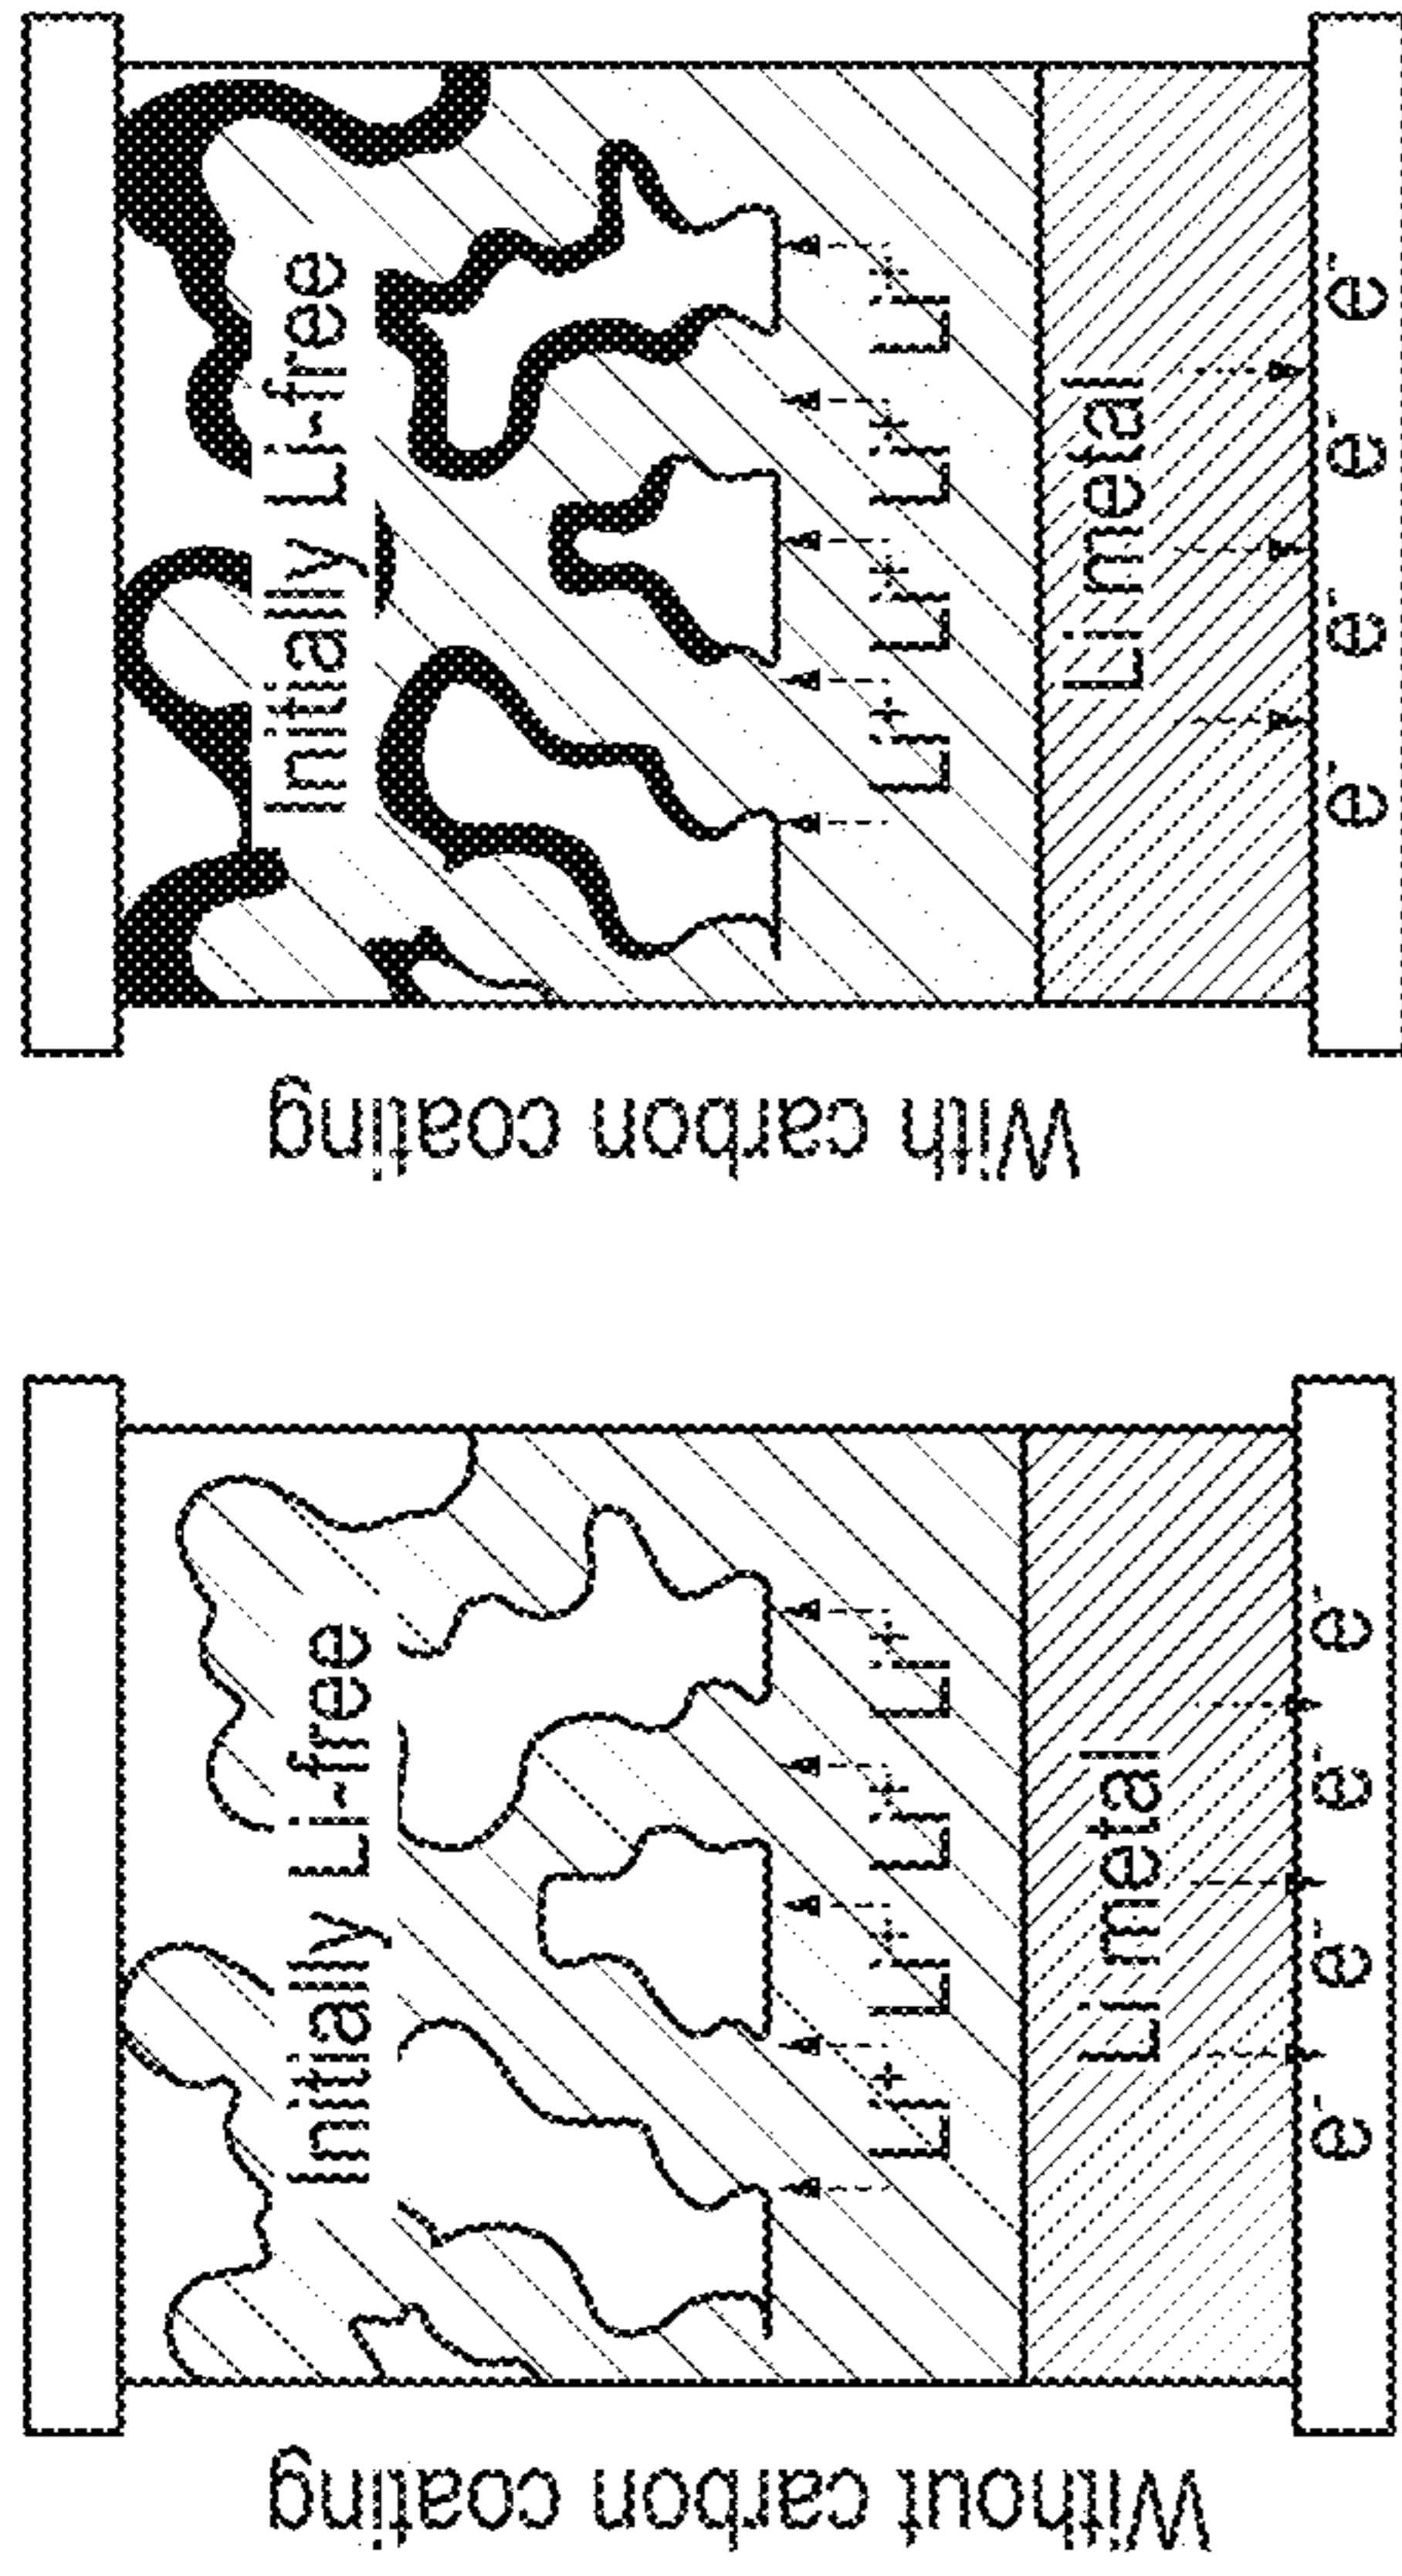 With carbon coating
Initially Li-free
Li+ Li+ Li+ Li+
Li metal
e- e- e- e-
Without carbon coating
Initially Li-free
Li+ Li+ Li+ Li+
Li metal
e- e- e- e-